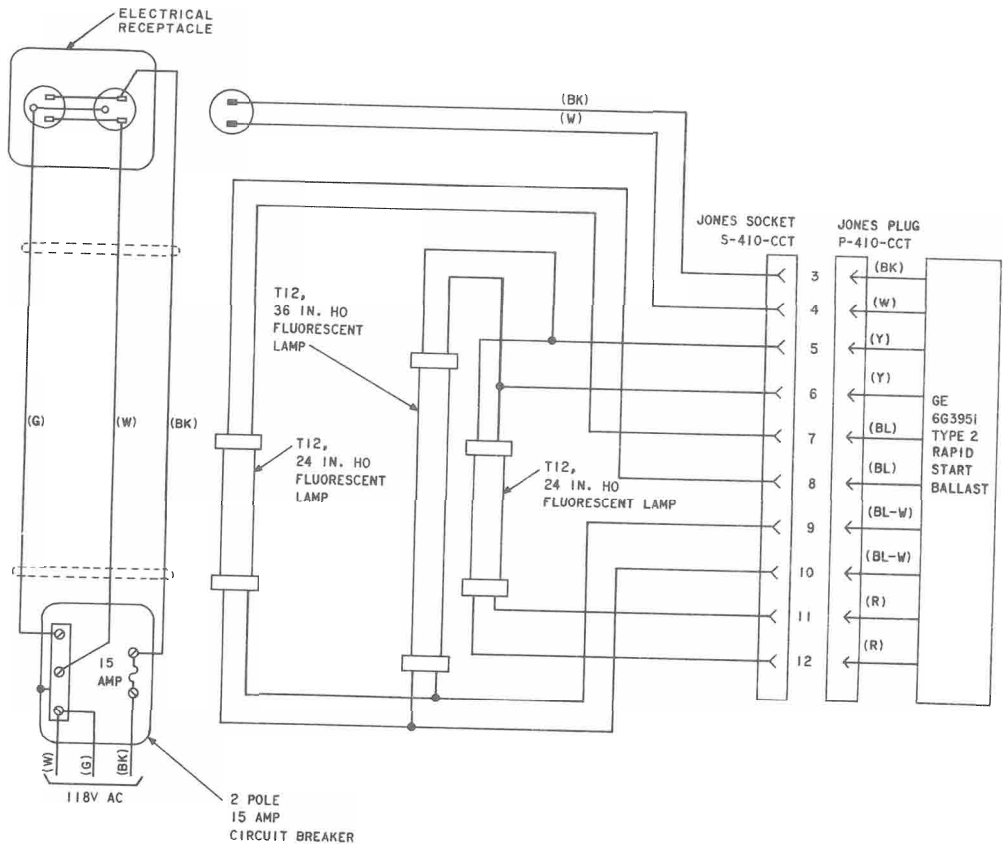 ELECTRICAL
RECEPTACLE
(BK)
(W)
JONES SOCKET
S-410-CCT
JONES PLUG
P-410-CCT
T12,
36 IN. HO
FLUORESCENT
LAMP
3
(BK)
4
(W)
5
(Y)
6
(Y)
7
(BL)
8
(BL)
9
(BL-W)
10
(BL-W)
11
(R)
12
(R)
GE
6G3951
TYPE 2
RAPID
START
BALLAST
(G)
(W)
(BK)
T12,
24 IN. HO
FLUORESCENT
LAMP
T12,
24 IN. HO
FLUORESCENT LAMP
15
AMP
(W)
(G)
(BK)
118V AC
2 POLE
15 AMP
CIRCUIT BREAKER